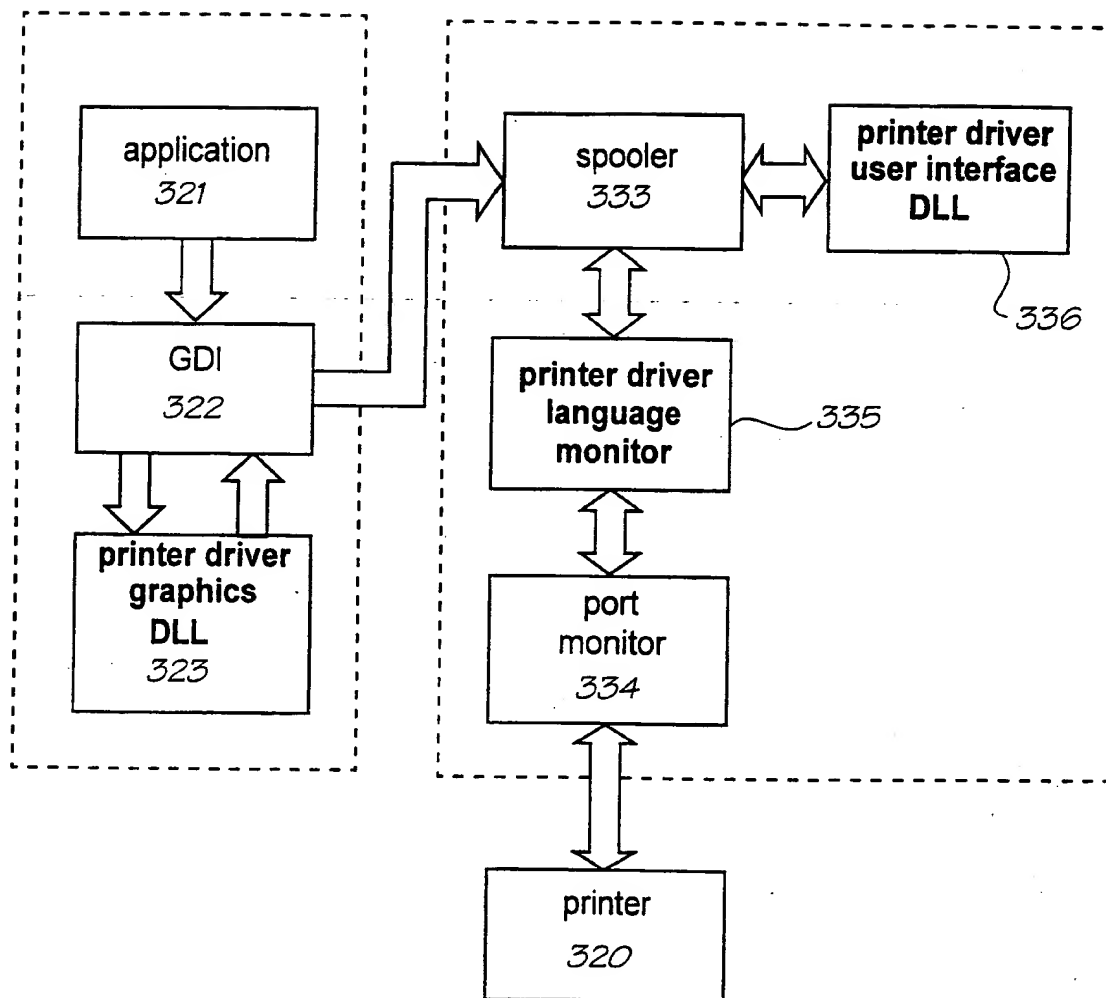 application
321
GDI
322
printer driver
graphics
DLL
323
spooler
333
printer driver
user interface
DLL
336
printer driver
language
monitor
335
port
monitor
334
printer
320